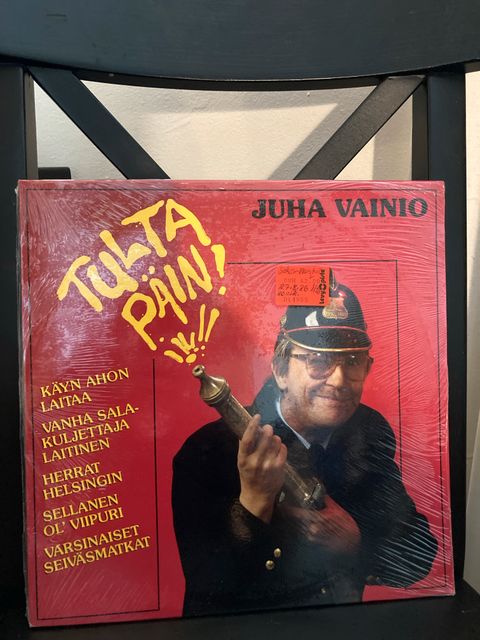 JUHA VAINIO
TULTA
PÄIN!
KÄYN AHON
LAITAA
VANHA SALA-
KULJETTAJA
LAITINEN
HERRAT
HELSINGIN
SELLANEN
OL' VIIPURI
VARSINAISET
SEIVÄSMATKAT